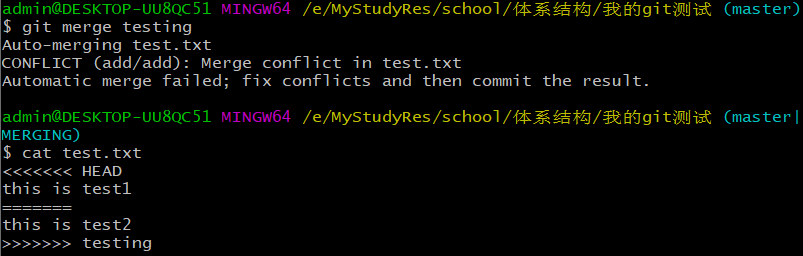 admin@DESKTOP-UU8QC51 MINGW64 /e/MyStudyRes/school/体系结构/我的git测试 (master)
$ git merge testing
Auto-merging test.txt
CONFLICT (add/add): Merge conflict in test.txt
Automatic merge failed; fix conflicts and then commit the result.
admin@DESKTOP-UU8QC51 MINGW64 /e/MyStudyRes/school/体系结构/我的git测试 (master|
MERGING)
$ cat test.txt
<<<<<<< HEAD
this is test1
=======
this is test2
>>>>>>> testing